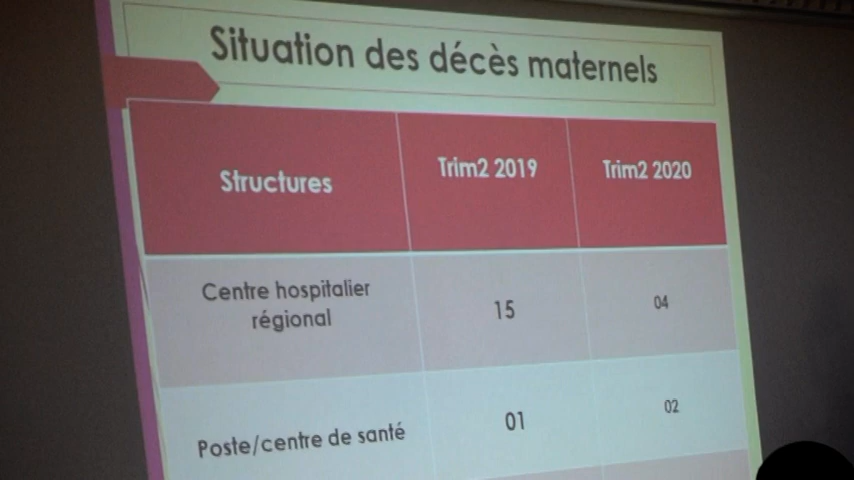 Situation des décès maternels
Structures
Trim2 2019
Trim2 2020
Centre hospitalier
régional
15
04
Poste/centre de santé
01
02